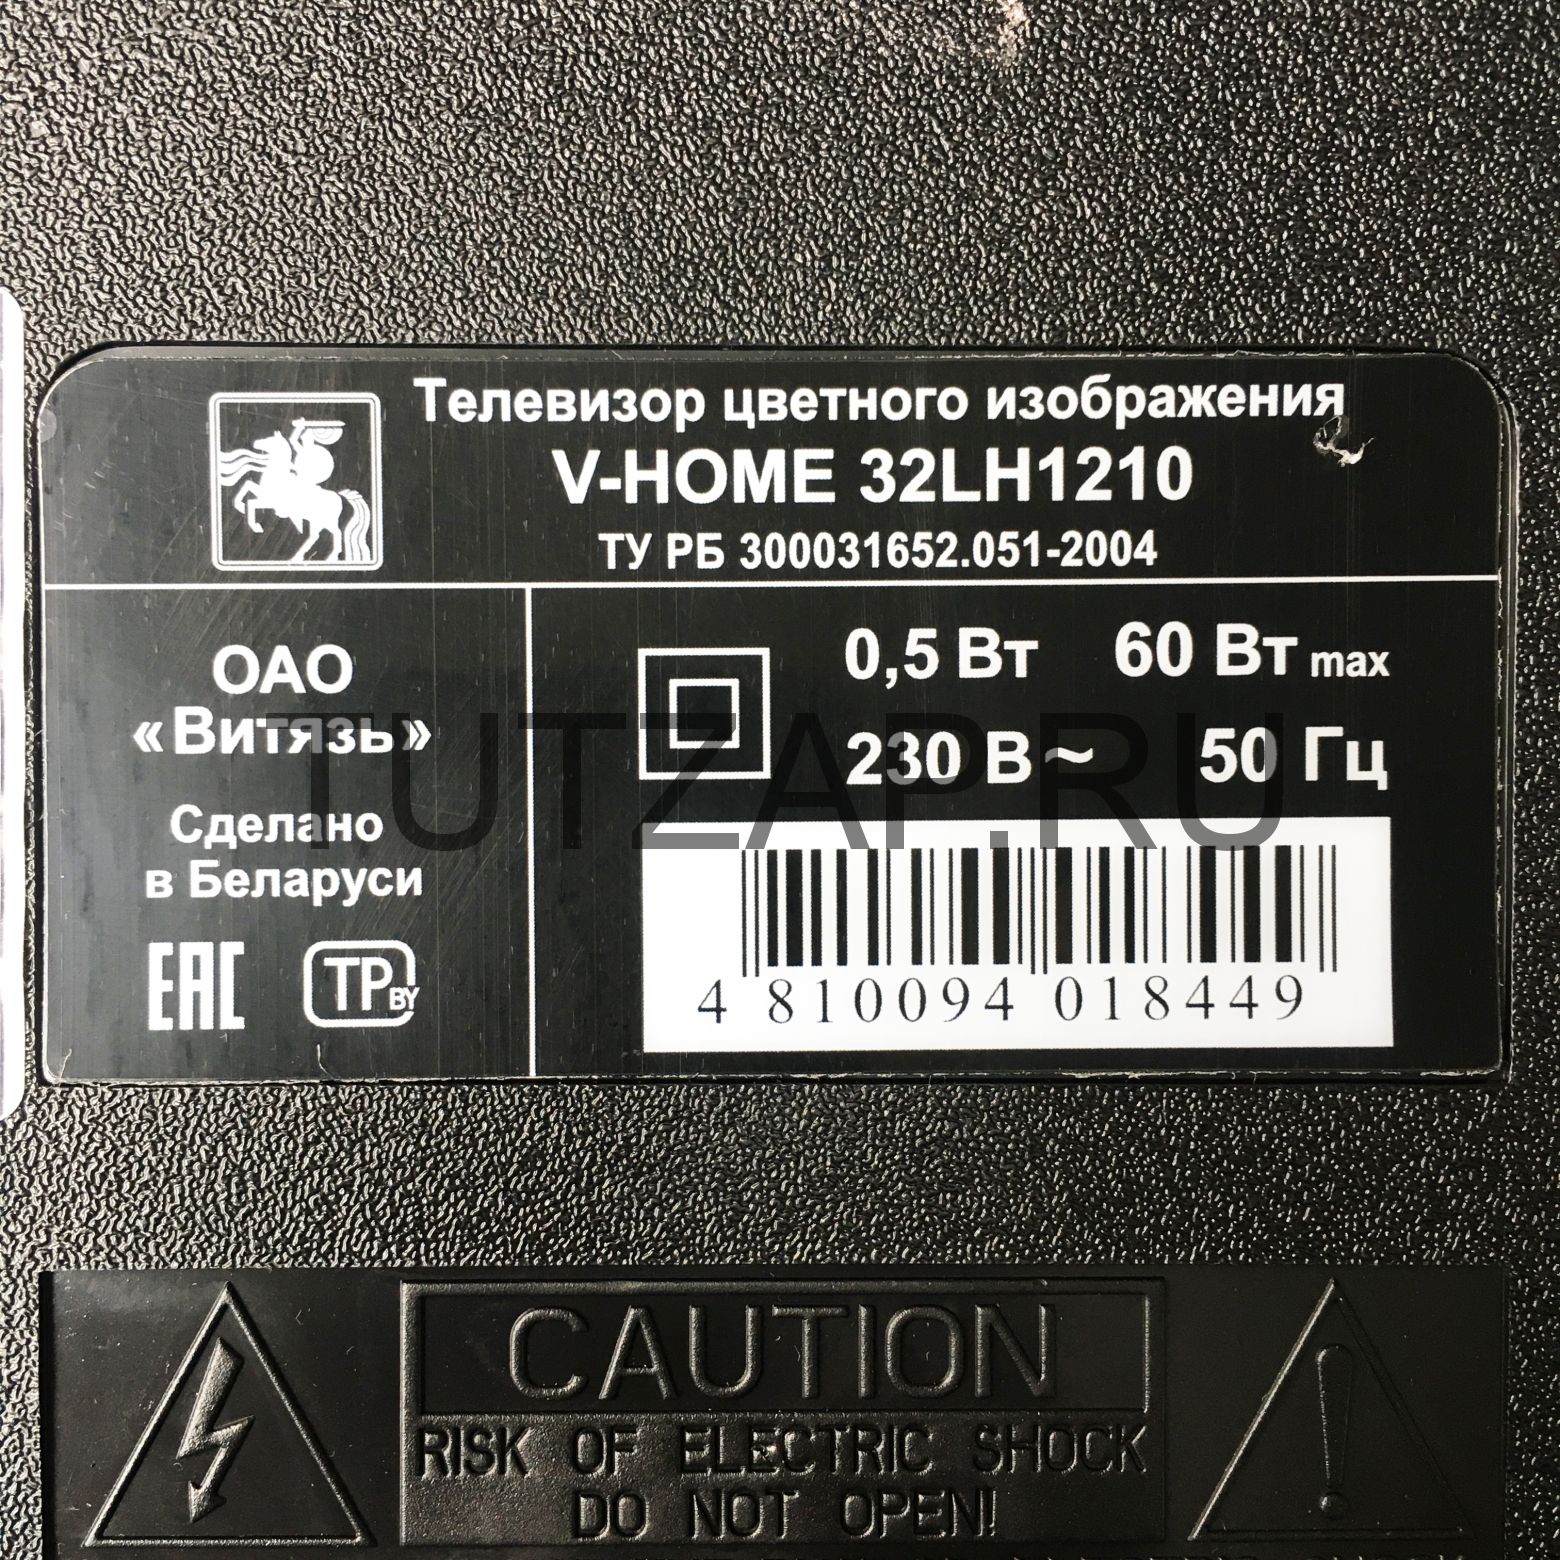 Телевизор цветного изображения
V-HOME 32LH1210
ТУ РБ 300031652.051-2004
ОАО
«Витязь»
Сделано
в Беларуси
EAC
TP BY
0,5 Вт 60 Вт max
230 В ~ 50 Гц
4 810094 018449
TUTZAP.RU
CAUTION
RISK OF ELECTRIC SHOCK
DO NOT OPEN!